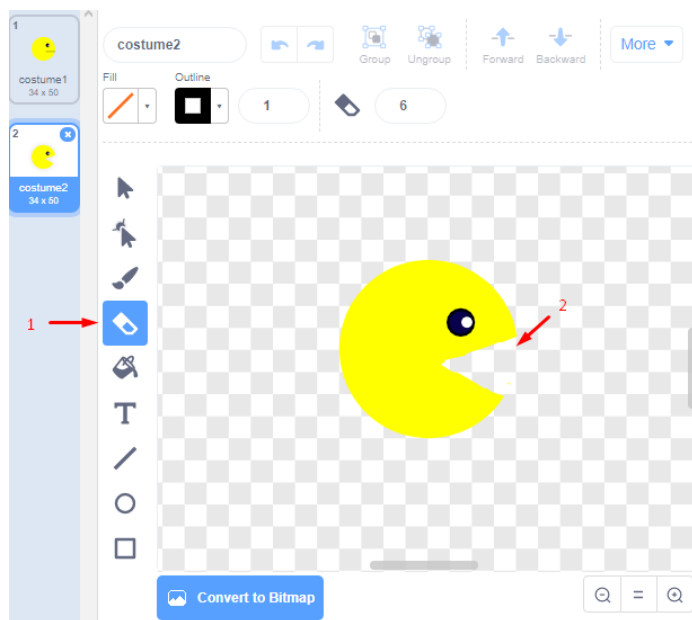 1
costume1
34 x 50
2
costume2
34 x 50
costume2
Group
Ungroup
Forward
Backward
More
Fill
Outline
1
6
1
2
T
Convert to Bitmap
=